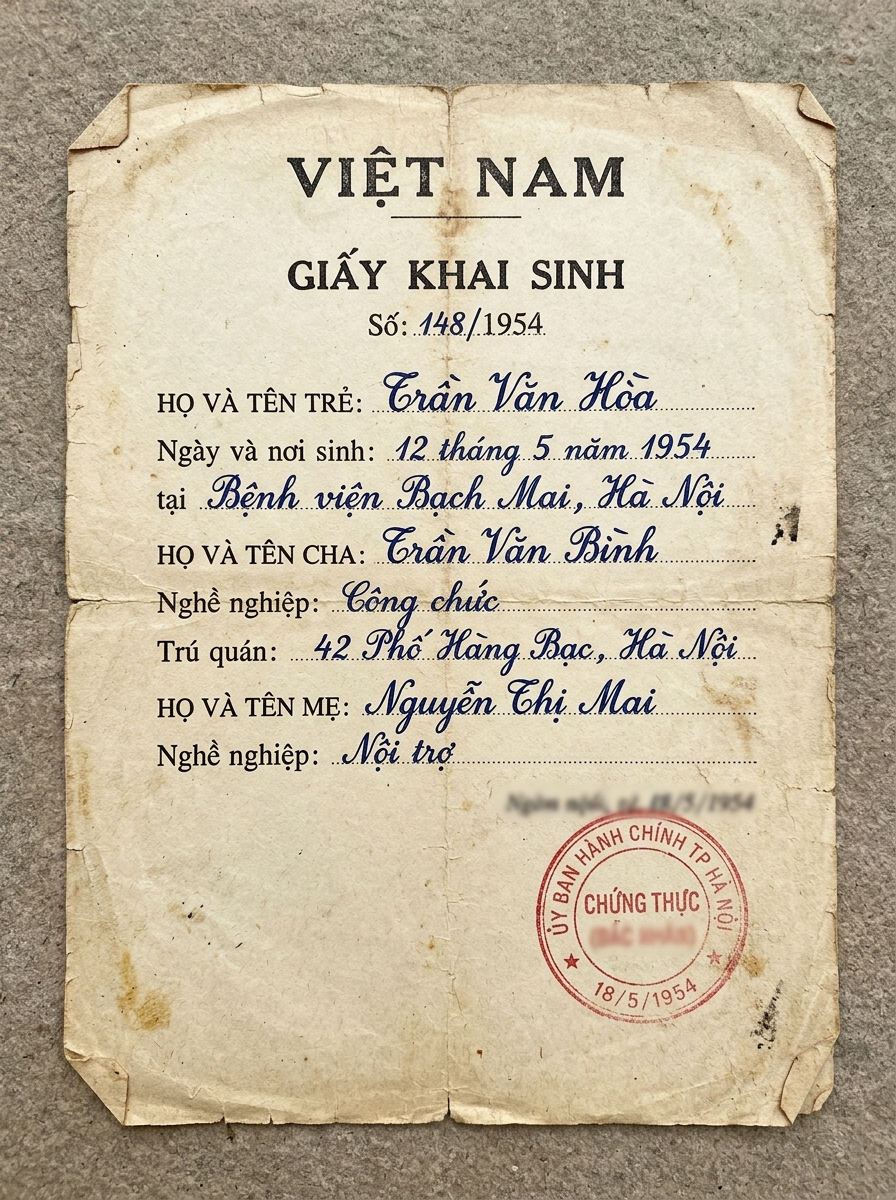 VIỆT NAM
GIẤY KHAI SINH
Số: 148/1954
HỌ VÀ TÊN TRẺ: Trần Văn Hòa
Ngày và nơi sinh: 12 tháng 5 năm 1954
tại Bệnh viện Bạch Mai, Hà Nội
HỌ VÀ TÊN CHA: Trần Văn Bình
Nghề nghiệp: Công chức
Trú quán: 42 Phố Hàng Bạc, Hà Nội
HỌ VÀ TÊN MẸ: Nguyễn Thị Mai
Nghề nghiệp: Nội trợ
18/5/1954
ỦY BAN HÀNH CHÍNH TP HÀ NỘI
CHỨNG THỰC
18/5/1954